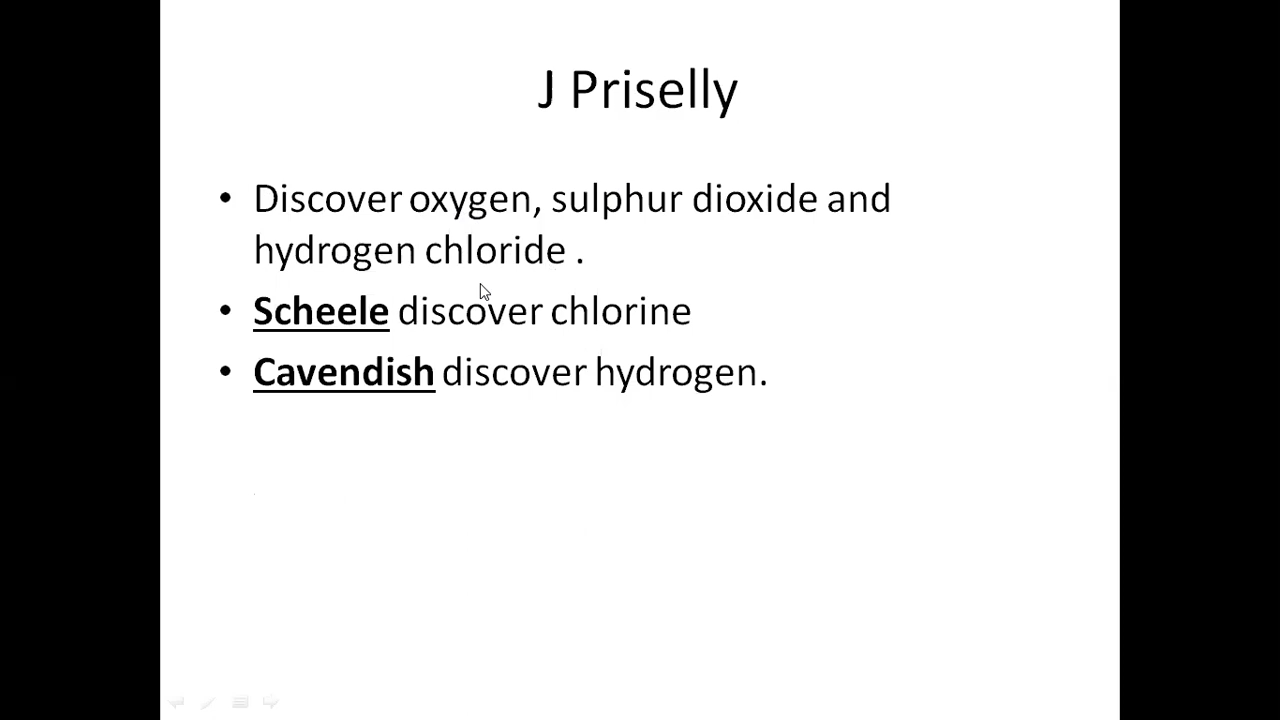 J Priselly
• Discover oxygen, sulphur dioxide and
hydrogen chloride .
• Scheele discover chlorine
• Cavendish discover hydrogen.